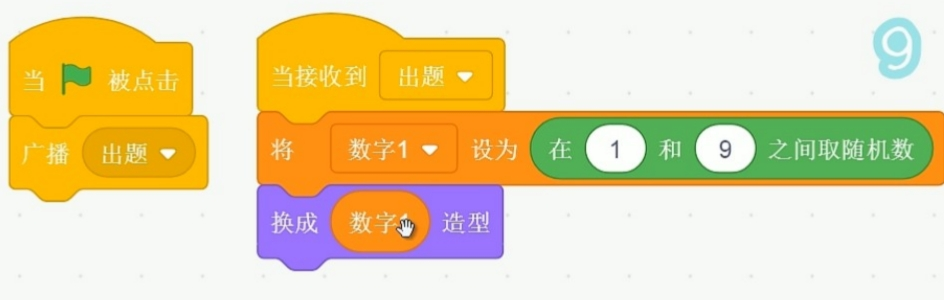 当 被点击
广播 出题
当接收到 出题
将 数字1 设为 在 1 和 9 之间取随机数
换成 数字1 造型
9